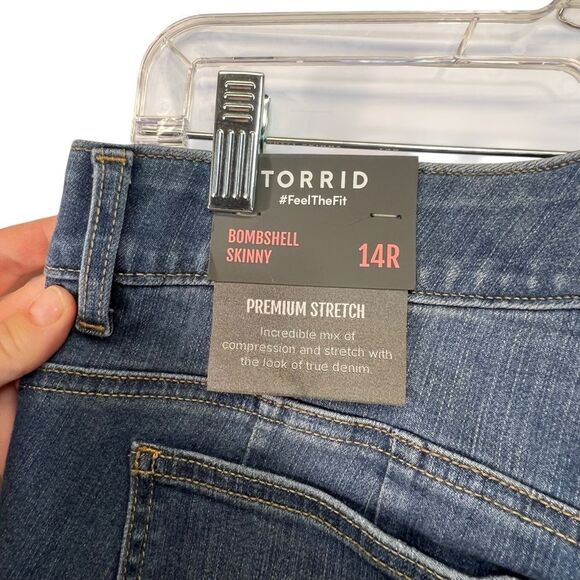 TORRID
#FeelTheFit
BOMBSHELL
SKINNY
14R
PREMIUM STRETCH
Incredible mix of
compression and stretch with
the look of true denim.